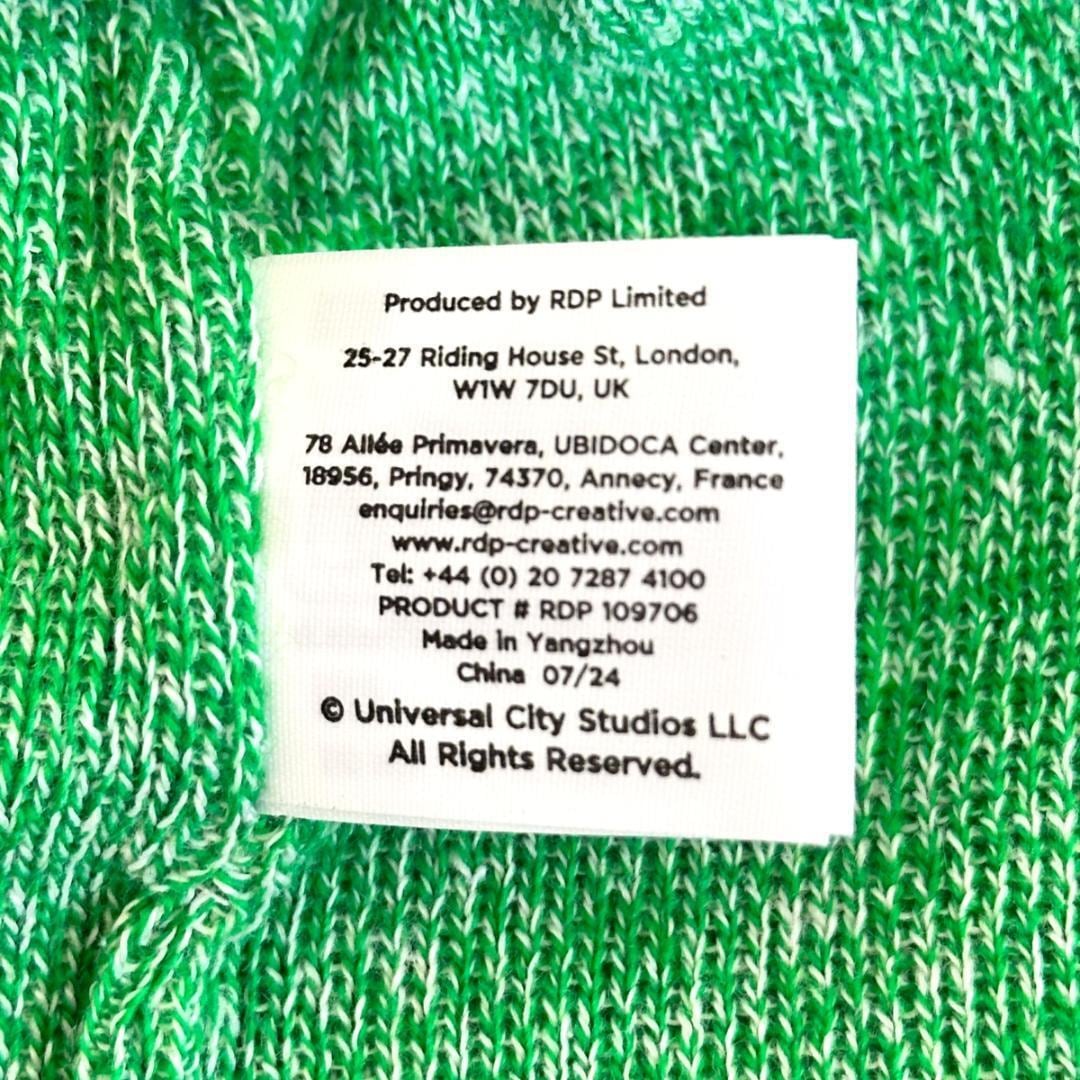 Produced by RDP Limited
25-27 Riding House St, London,
W1W 7DU, UK
78 Allée Primavera, UBIDOCA Center,
18956, Pringy, 74370, Annecy, France
enquiries@rdp-creative.com
www.rdp-creative.com
Tel: +44 (0) 20 7287 4100
PRODUCT # RDP 109706
Made in Yangzhou
China 07/24
© Universal City Studios LLC
All Rights Reserved.